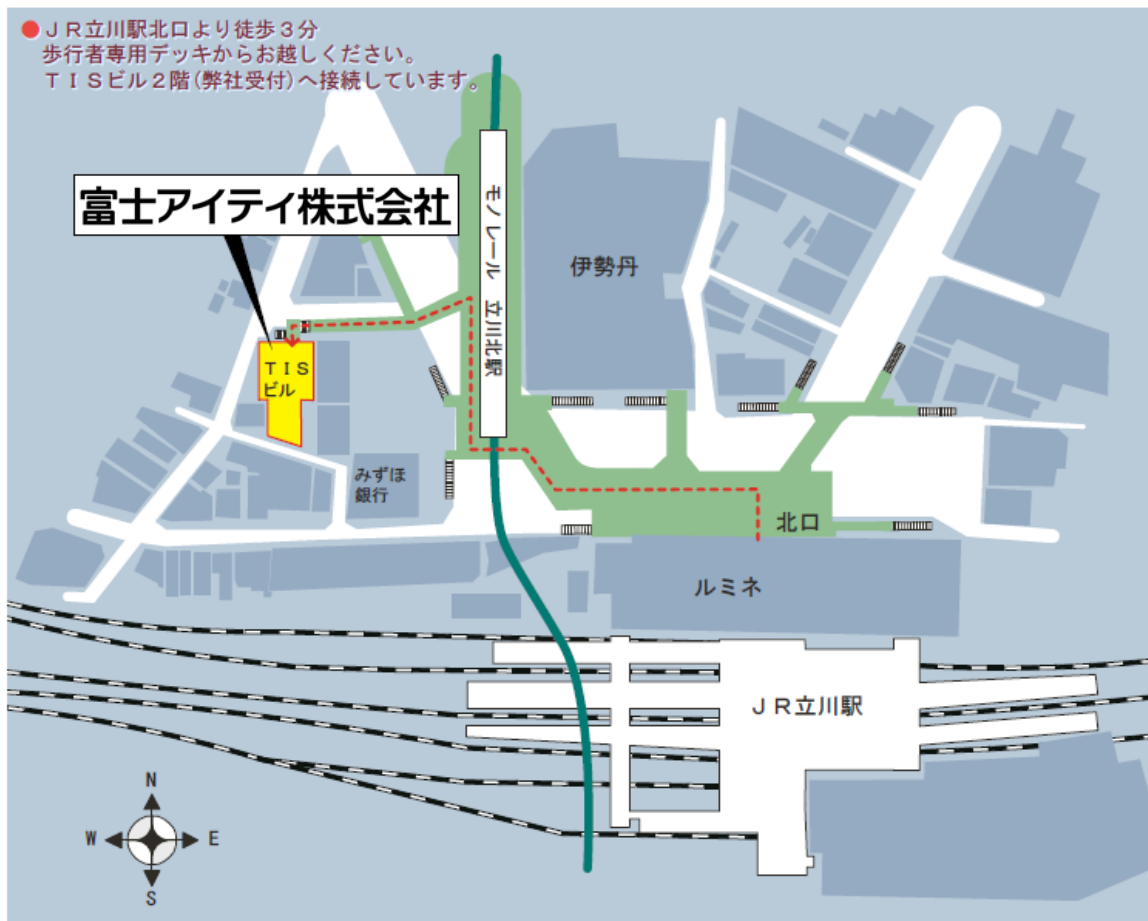 ●ＪＲ立川駅北口より徒歩３分
歩行者専用デッキからお越しください。
ＴＩＳビル２階(弊社受付)へ接続しています。
富士アイティ株式会社
モノレール　立川北駅
伊勢丹
ＴＩＳ
ビル
みずほ
銀行
北口
ルミネ
ＪＲ立川駅
N
W
E
S